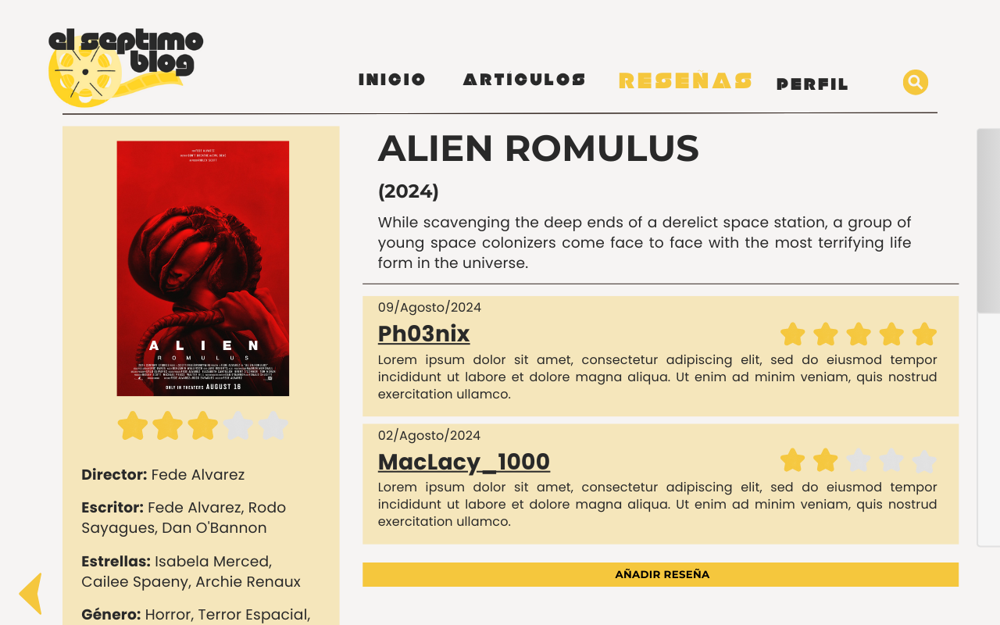 el septimo
blog
INICIO
ARTÍCULOS
RESEÑAS
PERFIL
ALIEN
ROMULUS
ONLY IN THEATERS AUGUST 16
Director: Fede Alvarez
Escritor: Fede Alvarez, Rodo
Sayagues, Dan O'Bannon
Estrellas: Isabela Merced,
Cailee Spaeny, Archie Renaux
Género: Horror, Terror Espacial,
ALIEN ROMULUS
(2024)
While scavenging the deep ends of a derelict space station, a group of
young space colonizers come face to face with the most terrifying life
form in the universe.
09/Agosto/2024
Ph03nix
Lorem ipsum dolor sit amet, consectetur adipiscing elit, sed do eiusmod tempor
incididunt ut labore et dolore magna aliqua. Ut enim ad minim veniam, quis nostrud
exercitation ullamco.
02/Agosto/2024
MacLacy_1000
Lorem ipsum dolor sit amet, consectetur adipiscing elit, sed do eiusmod tempor
incididunt ut labore et dolore magna aliqua. Ut enim ad minim veniam, quis nostrud
exercitation ullamco.
AÑADIR RESEÑA